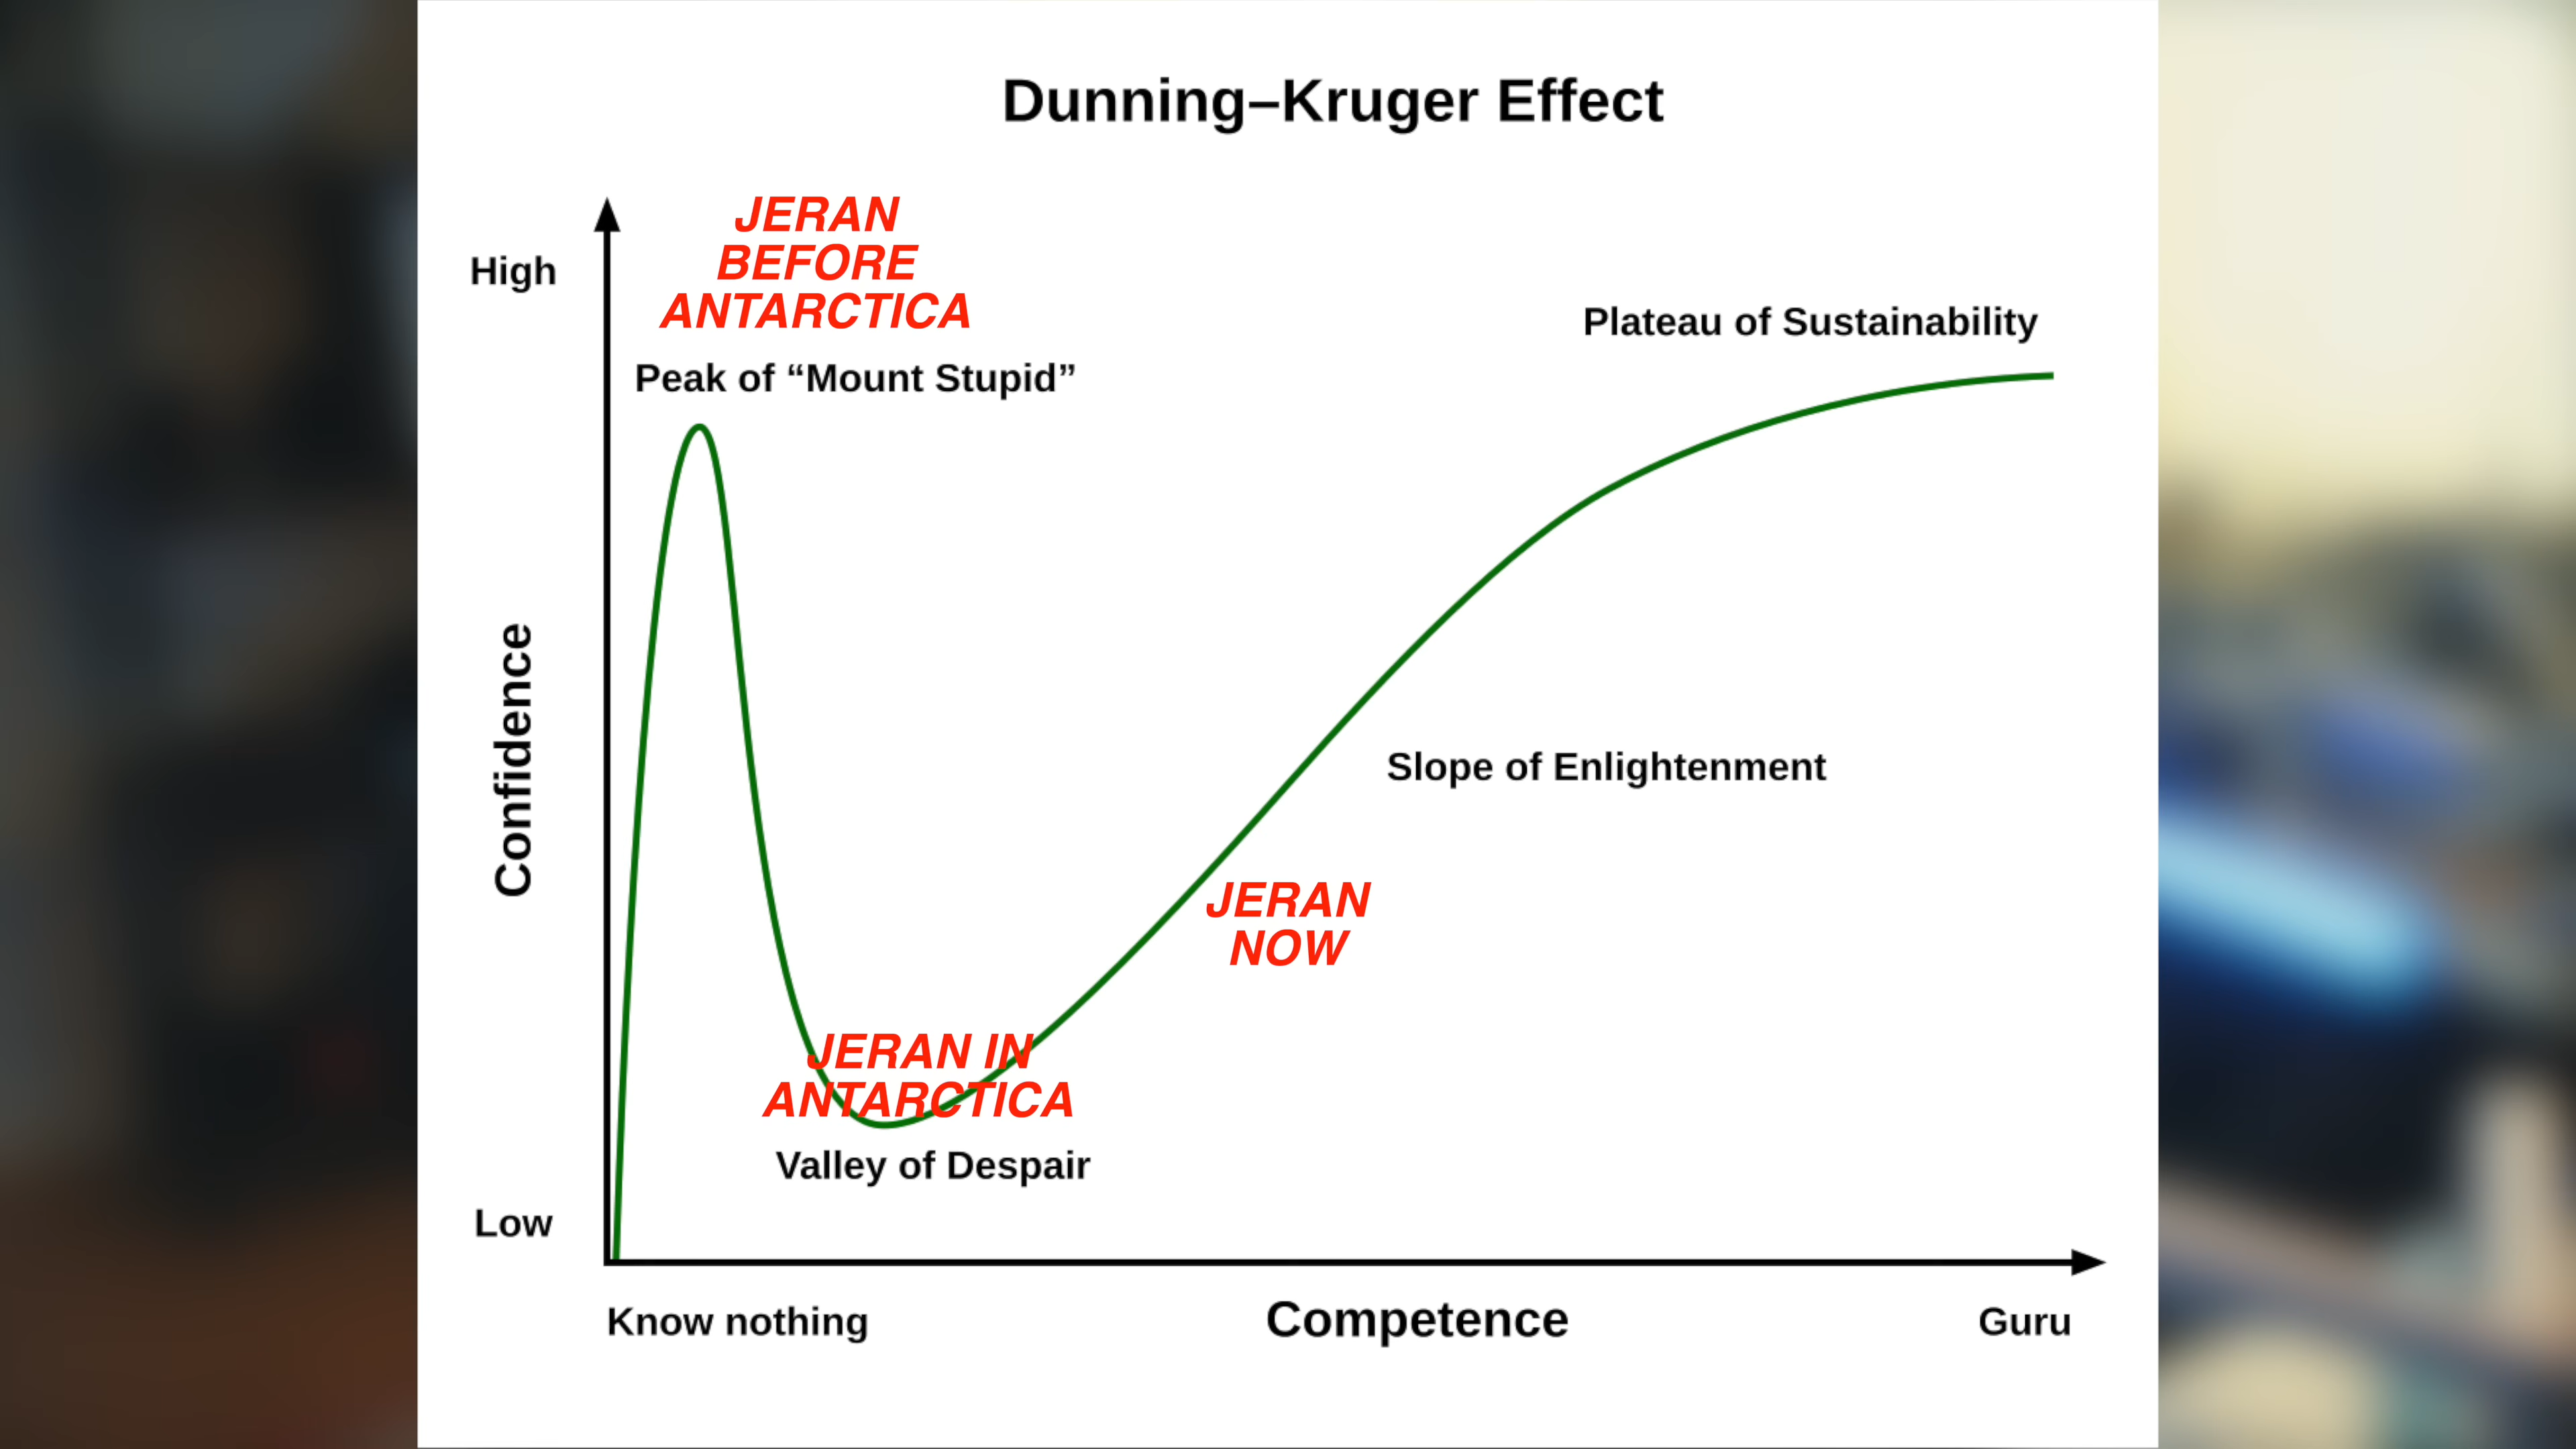 Dunning–Kruger Effect
JERAN
BEFORE
ANTARCTICA
High
Plateau of Sustainability
Peak of “Mount Stupid”
Confidence
Slope of Enlightenment
JERAN
NOW
JERAN IN
ANTARCTICA
Valley of Despair
Low
Know nothing
Competence
Guru